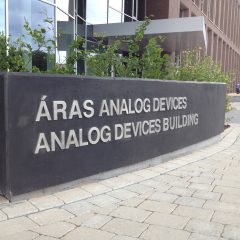 ÁRAS ANALOG DEVICES
ANALOG DEVICES BUILDING